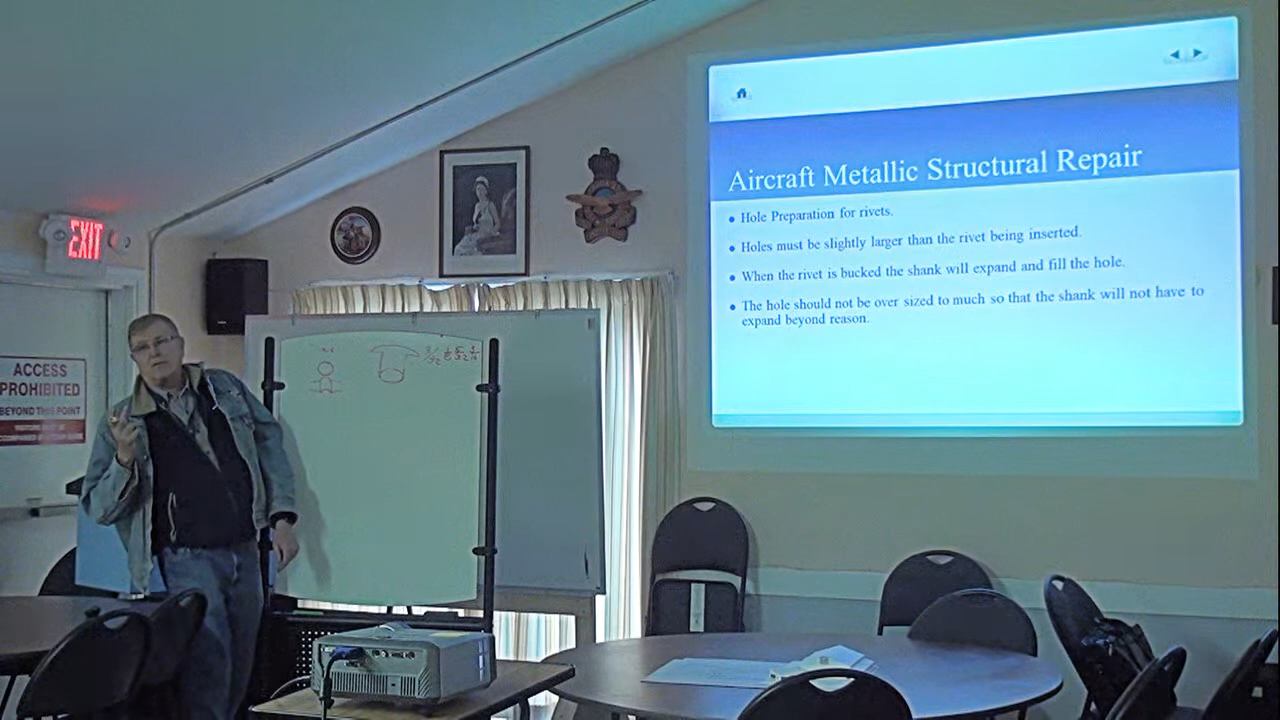 Aircraft Metallic Structural Repair
Hole Preparation for rivets.
Holes must be slightly larger than the rivet being inserted.
When the rivet is bucked the shank will expand and fill the hole.
The hole should not be over sized to much so that the shank will not have to
expand beyond reason.
EXIT
ACCESS
PROHIBITED
BEYOND THIS POINT